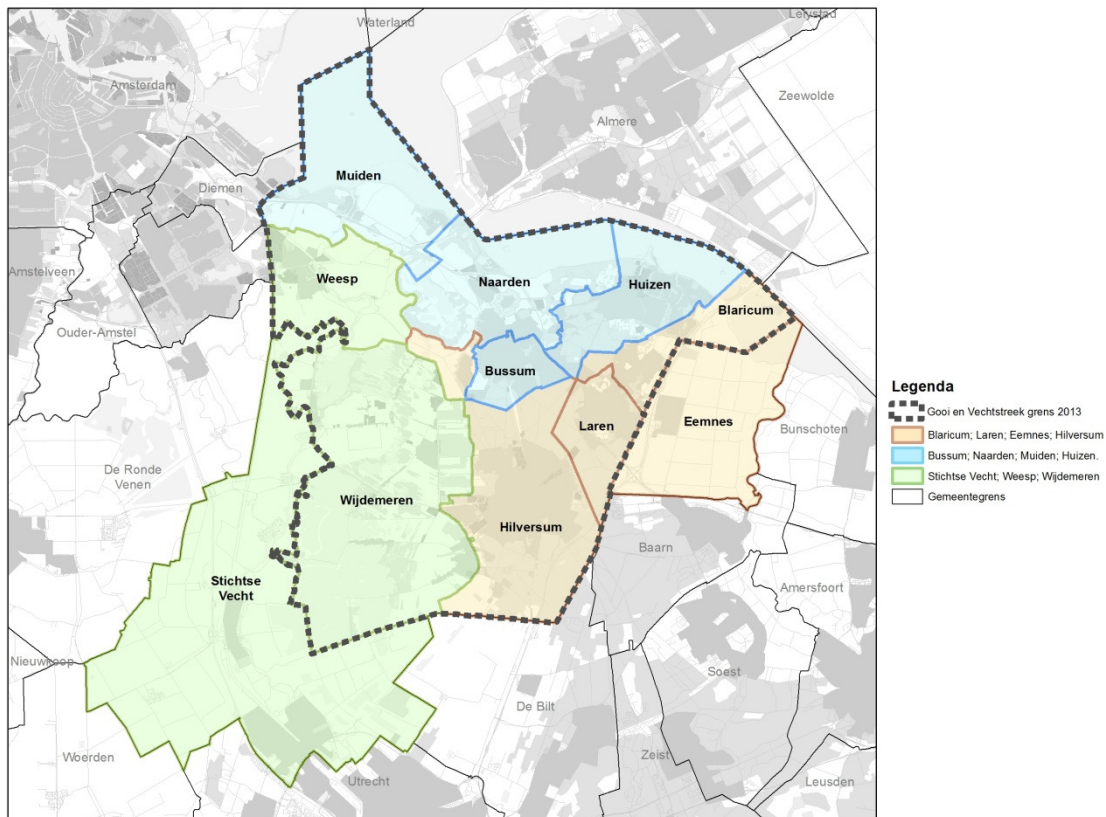 Waterland
Lelystad
Amsterdam
Zeewolde
Almere
Muiden
Diemen
Amstelveen
Weesp
Naarden
Huizen
Blaricum
Ouder-Amstel
Bussum
Laren
Eemnes
Bunschoten
De Ronde
Venen
Wijdemeren
Hilversum
Baarn
Stichtse
Vecht
Amersfoort
Nieuwkoop
Soest
De Bilt
Woerden
Utrecht
Zeist
Leusden
Legenda
Gooi en Vechtstreek grens 2013
Blaricum; Laren; Eemnes; Hilversum
Bussum; Naarden; Muiden; Huizen.
Stichtse Vecht; Weesp; Wijdemeren
Gemeentegrens